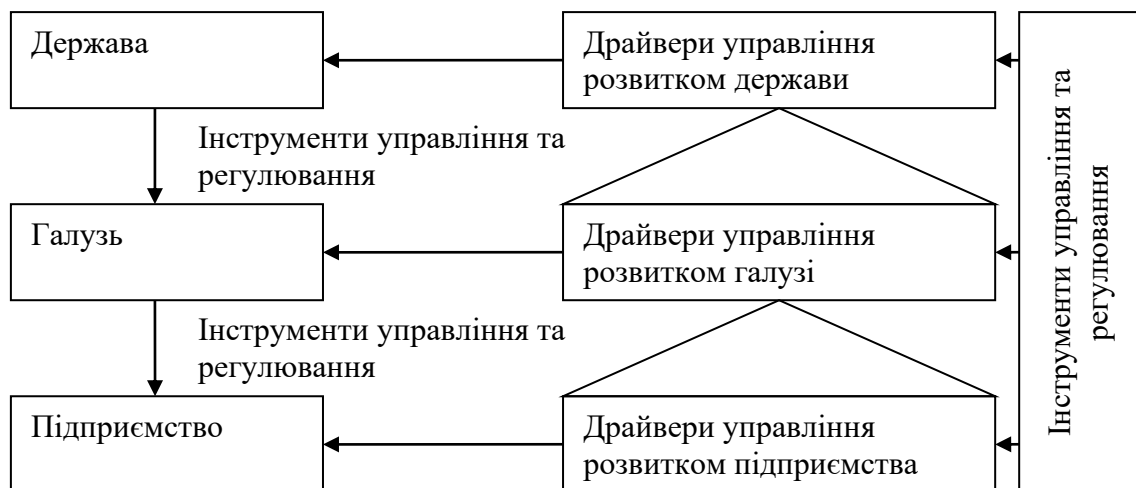 Держава
Драйвери управління
розвитком держави
Інструменти управління та
регулювання
Галузь
Драйвери управління
розвитком галузі
Інструменти управління та
регулювання
Підприємство
Драйвери управління
розвитком підприємства
Інструменти управління та
регулювання